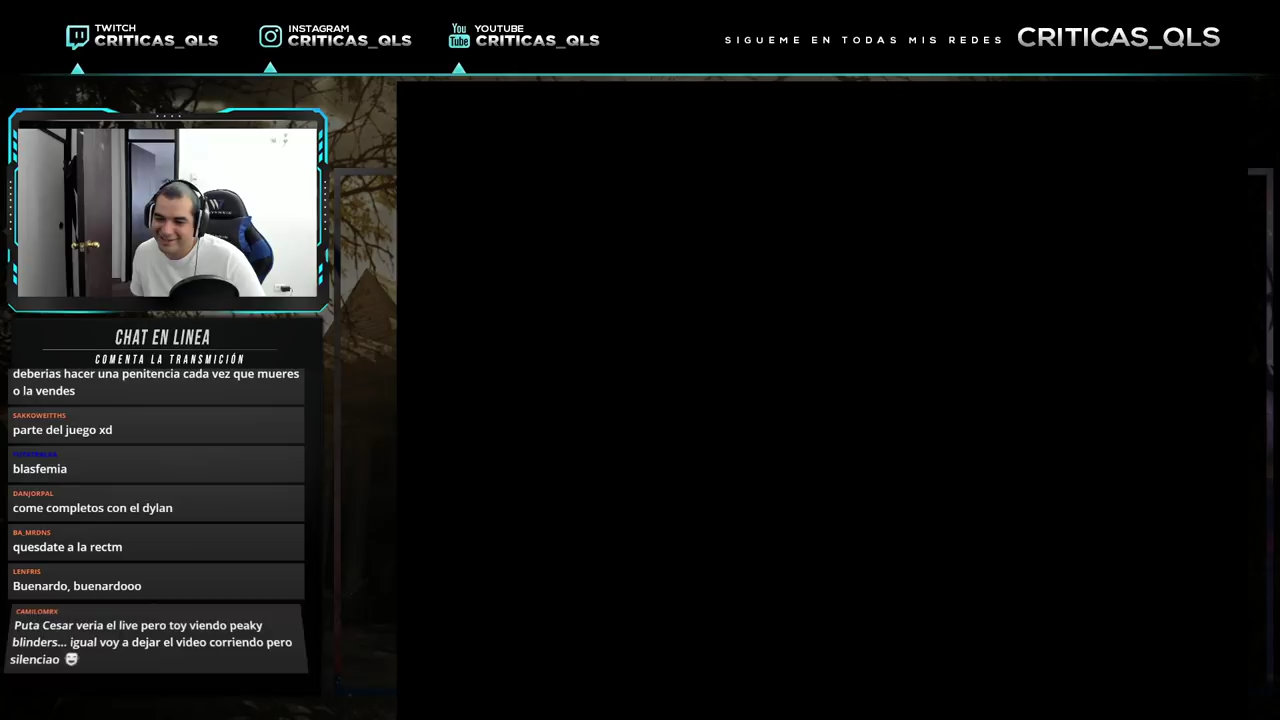 TWITCH
CRITICAS_QLS
INSTAGRAM
CRITICAS_QLS
You
Tube
YOUTUBE
CRITICAS_QLS
SIGUEME EN TODAS MIS REDES
CRITICAS_QLS
CHAT EN LINEA
COMENTA LA TRANSMICIÓN
deberias hacer una penitencia cada vez que mueres
o la vendes
SAKKOWEITTHS
parte del juego xd
blasfemia
DANJORPAL
come completos con el dylan
BA_MRDNS
quesdate a la rectm
LENFRIS
Buenardo, buenardooo
CAMILOMRX
Puta Cesar veria el live pero toy viendo peaky
blinders... igual voy a dejar el video corriendo pero
silenciao